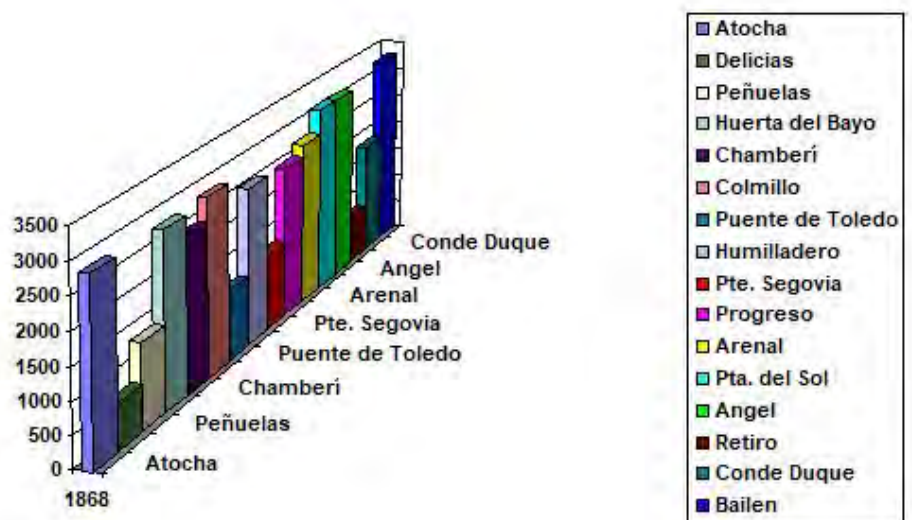 3500
3000
2500
2000
1500
1000
500
0
1868
Atocha
Peñuelas
Chamberí
Puente de Toledo
Pte. Segovia
Arenal
Angel
Conde Duque
Atocha
Delicias
Peñuelas
Huerta del Bayo
Chamberí
Colmillo
Puente de Toledo
Humilladero
Pte. Segovia
Progreso
Arenal
Pta. del Sol
Angel
Retiro
Conde Duque
Bailen